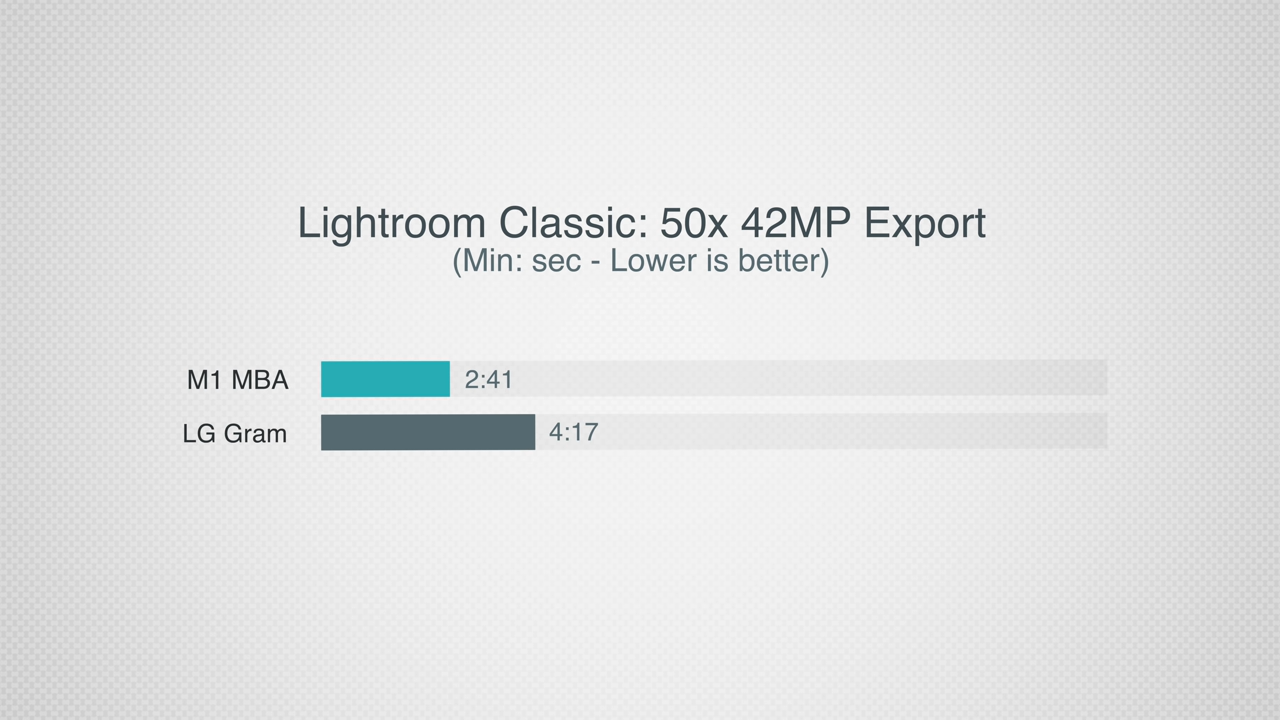 Lightroom Classic: 50x 42MP Export
(Min: sec - Lower is better)
M1 MBA 2:41
LG Gram 4:17